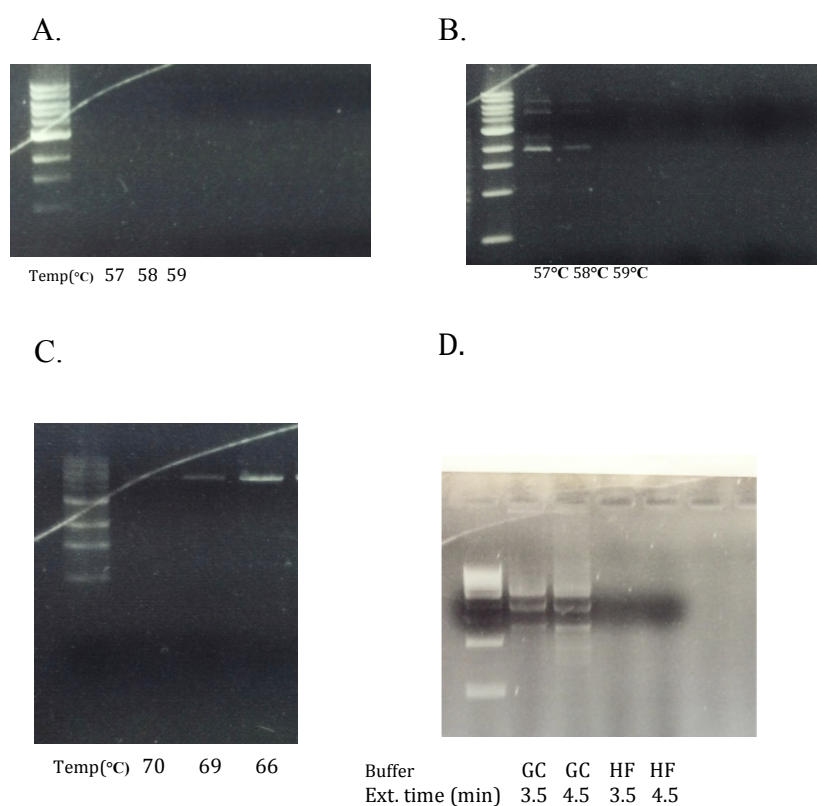 A.
B.
Temp(°C) 57 58 59
57°C 58°C 59°C
C.
D.
Temp(°C) 70 69 66
Buffer GC GC HF HF
Ext. time (min) 3.5 4.5 3.5 4.5